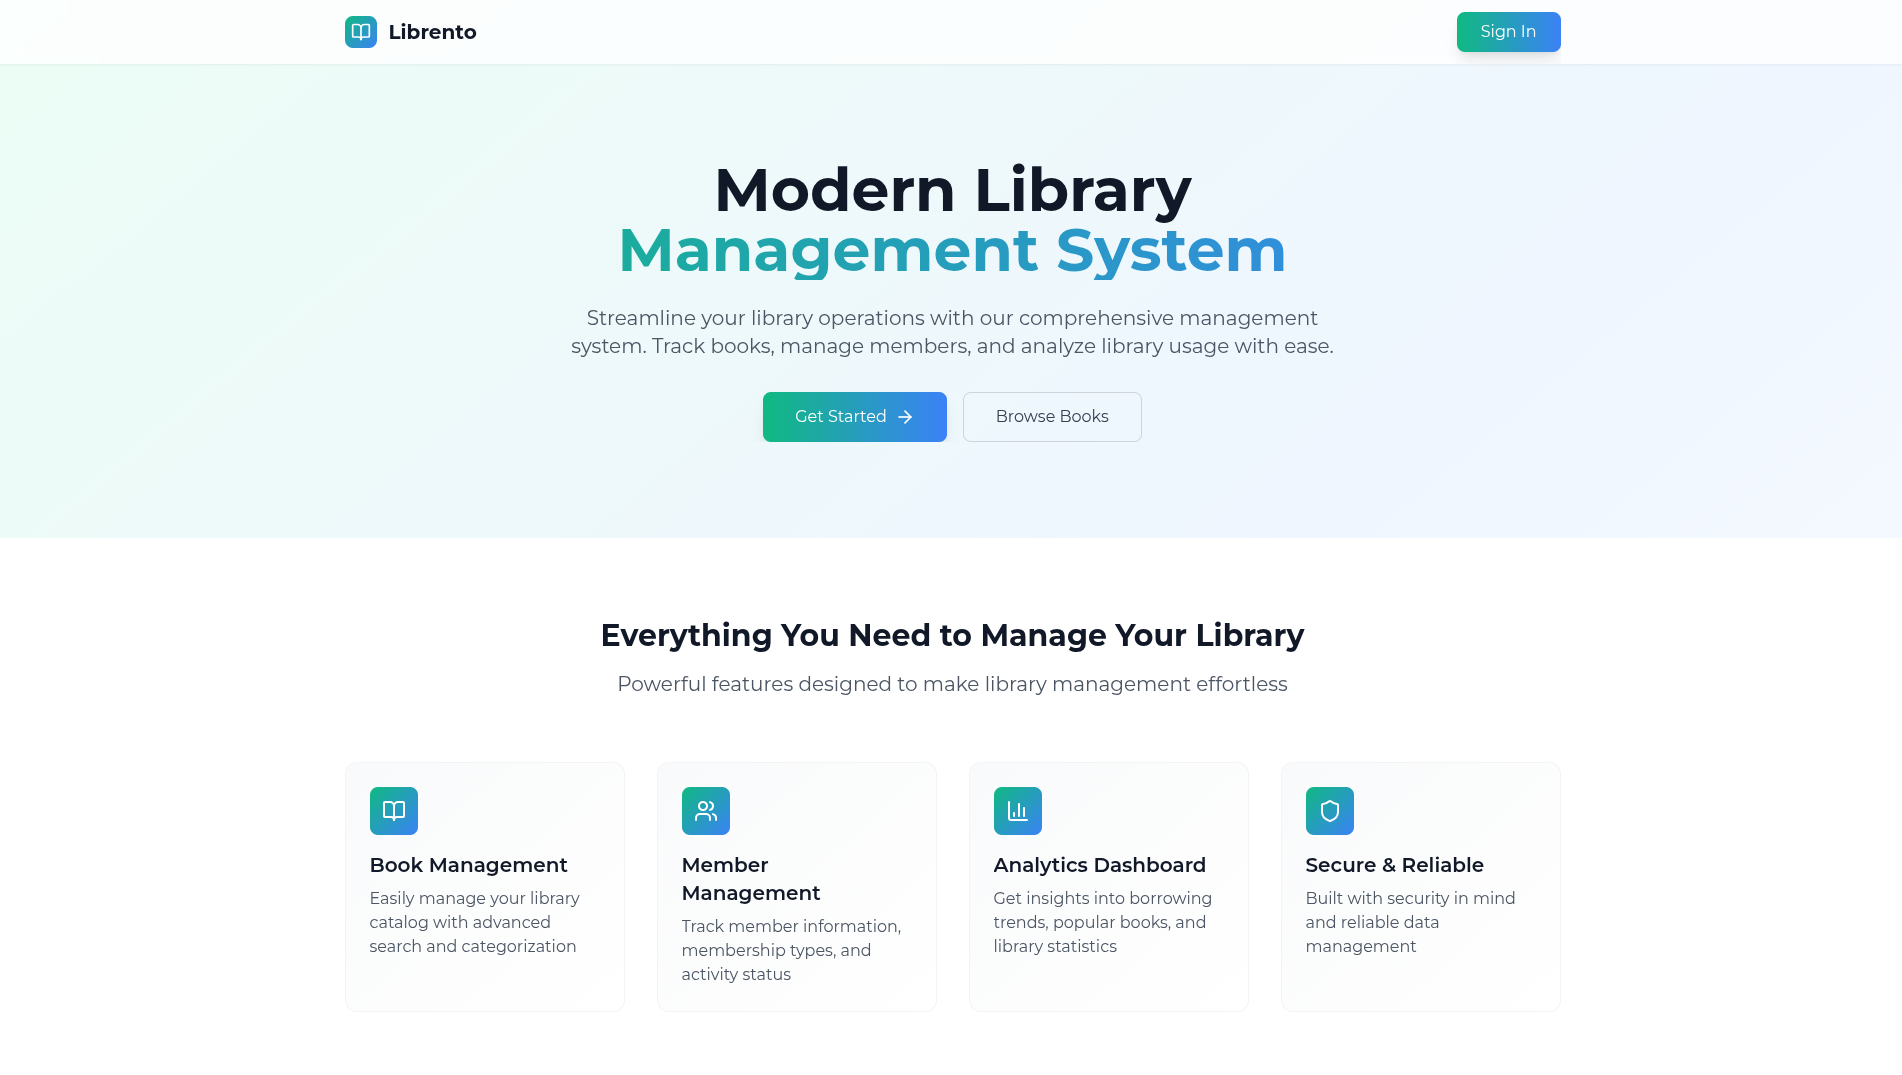 Librento
Sign In
Modern Library
Management System
Streamline your library operations with our comprehensive management
system. Track books, manage members, and analyze library usage with ease.
Get Started
Browse Books
Everything You Need to Manage Your Library
Powerful features designed to make library management effortless
Book Management
Easily manage your library
catalog with advanced
search and categorization
Member
Management
Track member information,
membership types, and
activity status
Analytics Dashboard
Get insights into borrowing
trends, popular books, and
library statistics
Secure & Reliable
Built with security in mind
and reliable data
management